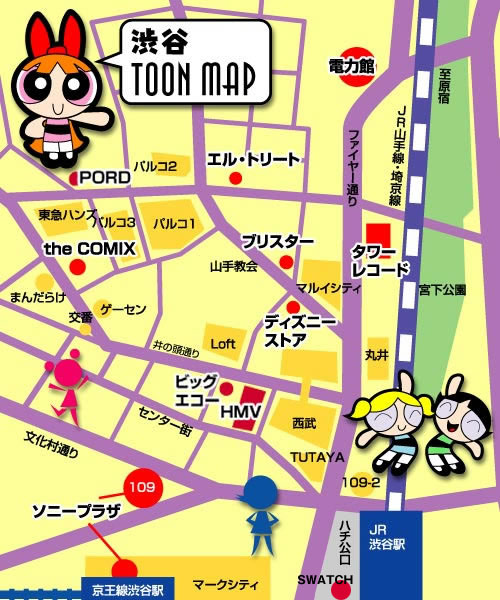 渋谷
TOON MAP
電力館
至原宿
JR山手線・埼京線
ファイヤー通り
PORD
パルコ2
エル・トリート
東急ハンズ
パルコ3
パルコ1
the COMIX
ブリスター
山手教会
タワー
レコード
まんだらけ
ゲーセン
交番
マルイシティ
宮下公園
ディズニー
ストア
井の頭通り
Loft
丸井
ビッグ
エコー
HMV
センター街
西武
文化村通り
TUTAYA
109
109-2
ソニープラザ
ハチ公口
JR
渋谷駅
SWATCH
京王線渋谷駅
マークシティ